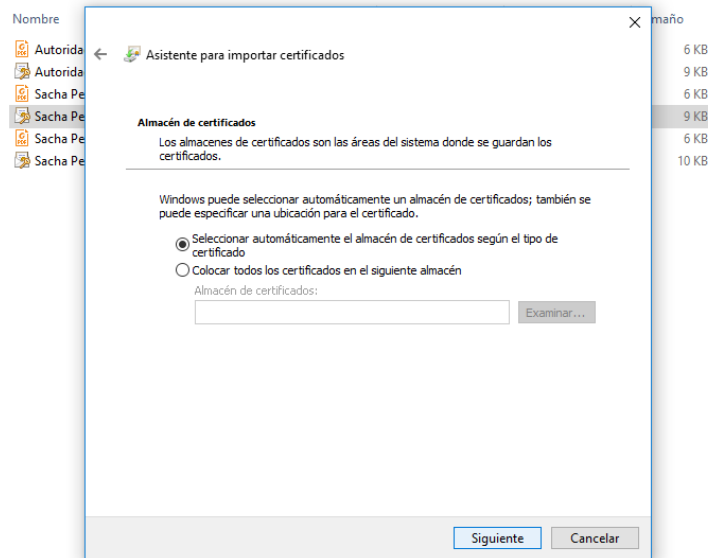 Nombre
maño
Asistente para importar certificados
Autorida
6 KB
Autorida
9 KB
Sacha Pe
6 KB
Sacha Pe
9 KB
Sacha Pe
6 KB
Sacha Pe
10 KB
Almacén de certificados
Los almacenes de certificados son las áreas del sistema donde se guardan los
certificados.
Windows puede seleccionar automáticamente un almacén de certificados; también se
puede especificar una ubicación para el certificado.
Seleccionar automáticamente el almacén de certificados según el tipo de
certificado
Colocar todos los certificados en el siguiente almacén
Almacén de certificados:
Examinar...
Siguiente
Cancelar